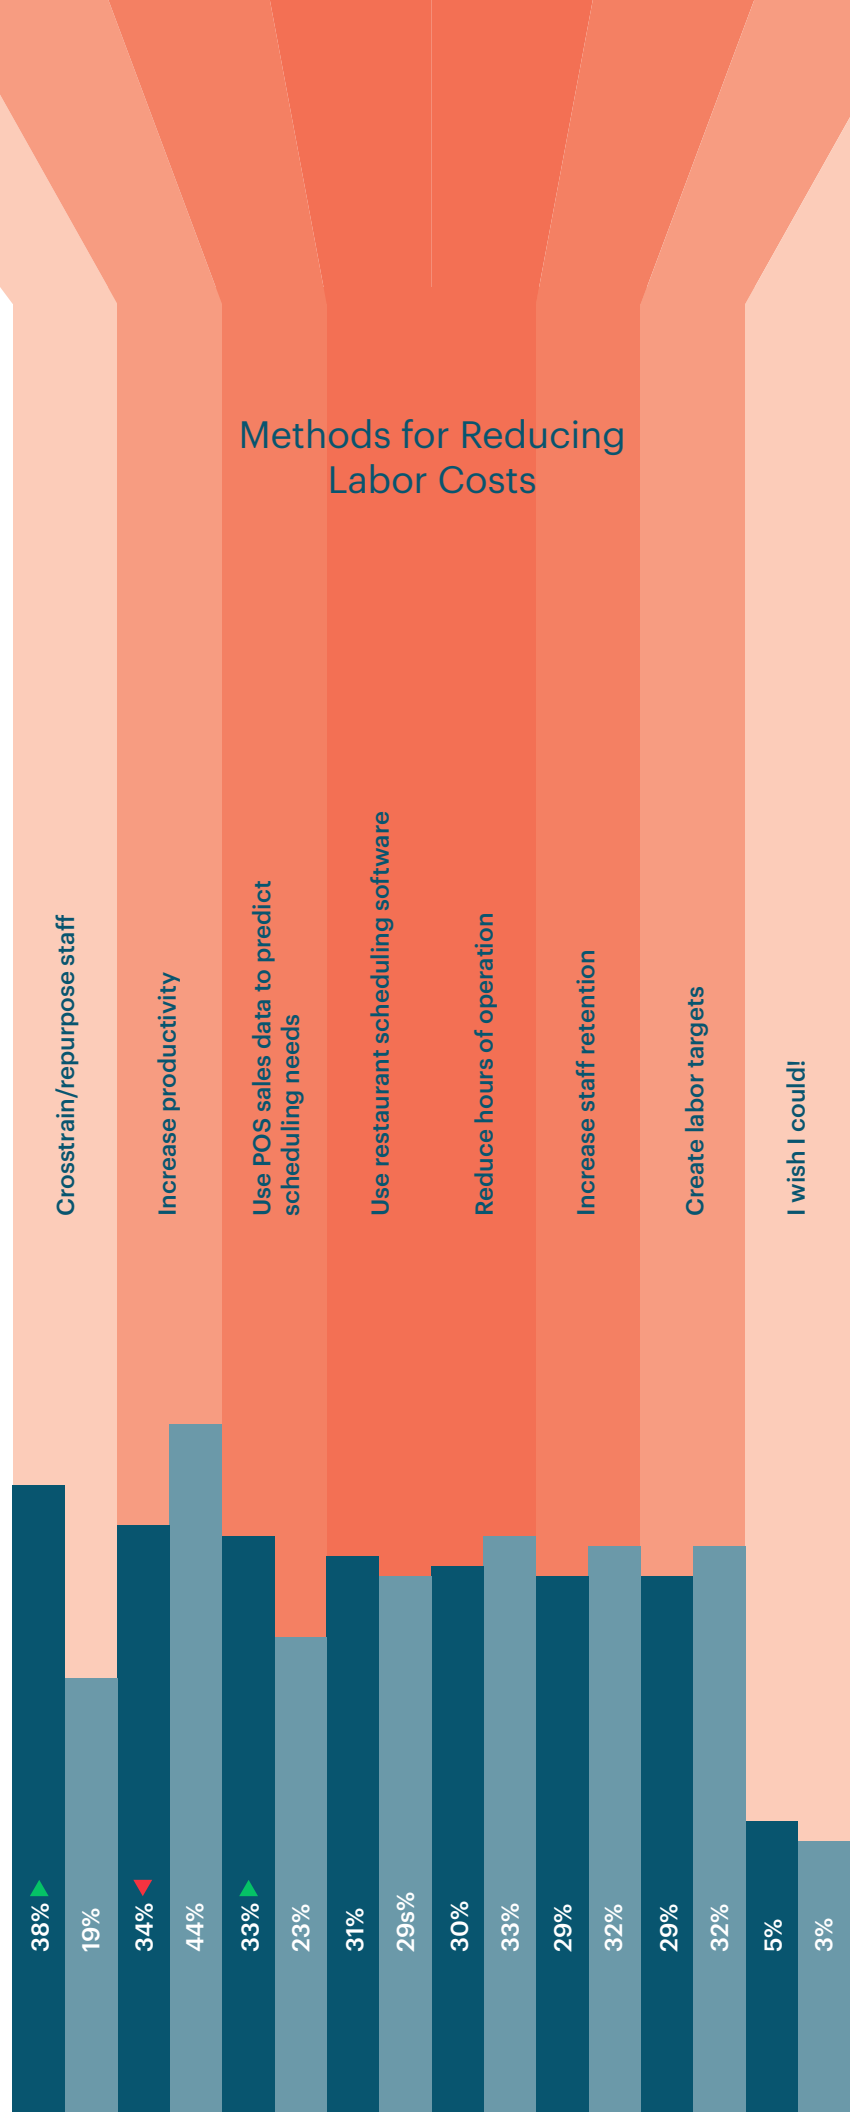 Methods for Reducing
Labor Costs
Crosstrain/repurpose staff
Increase productivity
Use POS sales data to predict
scheduling needs
Use restaurant scheduling software
Reduce hours of operation
Increase staff retention
Create labor targets
I wish I could!
38%
19%
34%
44%
33%
23%
31%
29s%
30%
33%
29%
32%
29%
32%
5%
3%